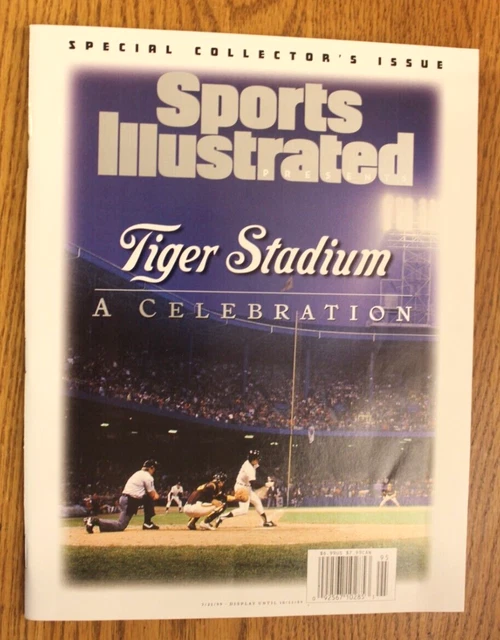 SPECIAL COLLECTOR'S ISSUE
Sports
Illustrated
PRESENTS
Tiger Stadium
A CELEBRATION